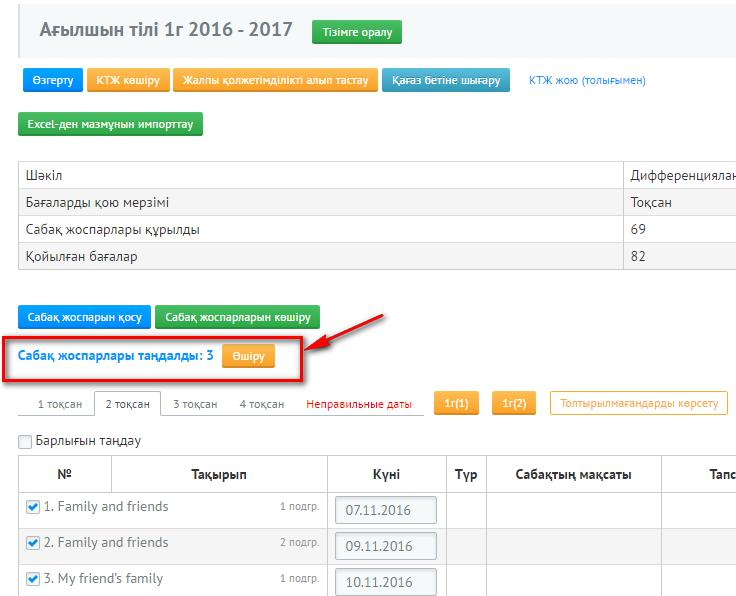 Ағылшын тілі 1г 2016 - 2017 Тізімге оралу
Өзгерту КТЖ көшіру Жалпы қолжетімділікті алып тастау Қағаз бетіне шығару КТЖ жою (толығымен)
Excel-ден мазмұнын импорттау
Шәкіл Дифференциялан
Бағаларды қою мерзімі Тоқсан
Сабақ жоспарлары құрылды 69
Қойылған бағалар 82
Сабақ жоспарын қосу Сабақ жоспарларын көшіру
Сабақ жоспарлары таңдалды: 3 Өшіру
1 тоқсан 2 тоқсан 3 тоқсан 4 тоқсан Неправильные даты 1г(1) 1г(2) Толтырылмағандарды көрсету
Барлығын таңдау
№ Тақырып Күні Түр Сабақтың мақсаты Тапс
1. Family and friends 1 подгр. 07.11.2016
2. Family and friends 2 подгр. 09.11.2016
3. My friend's family 1 подгр. 10.11.2016